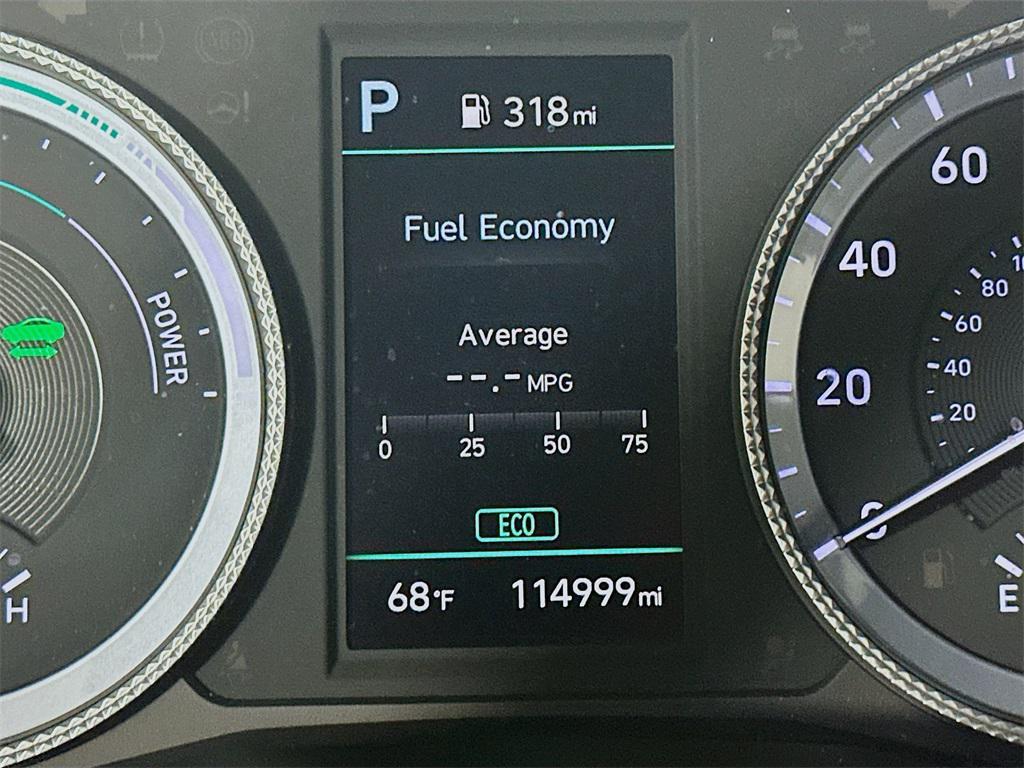 P
318mi
Fuel Economy
Average
--.- MPG
0 25 50 75
ECO
68°F 114999mi
POWER
H
60
40
20
0
80
60
40
20
E